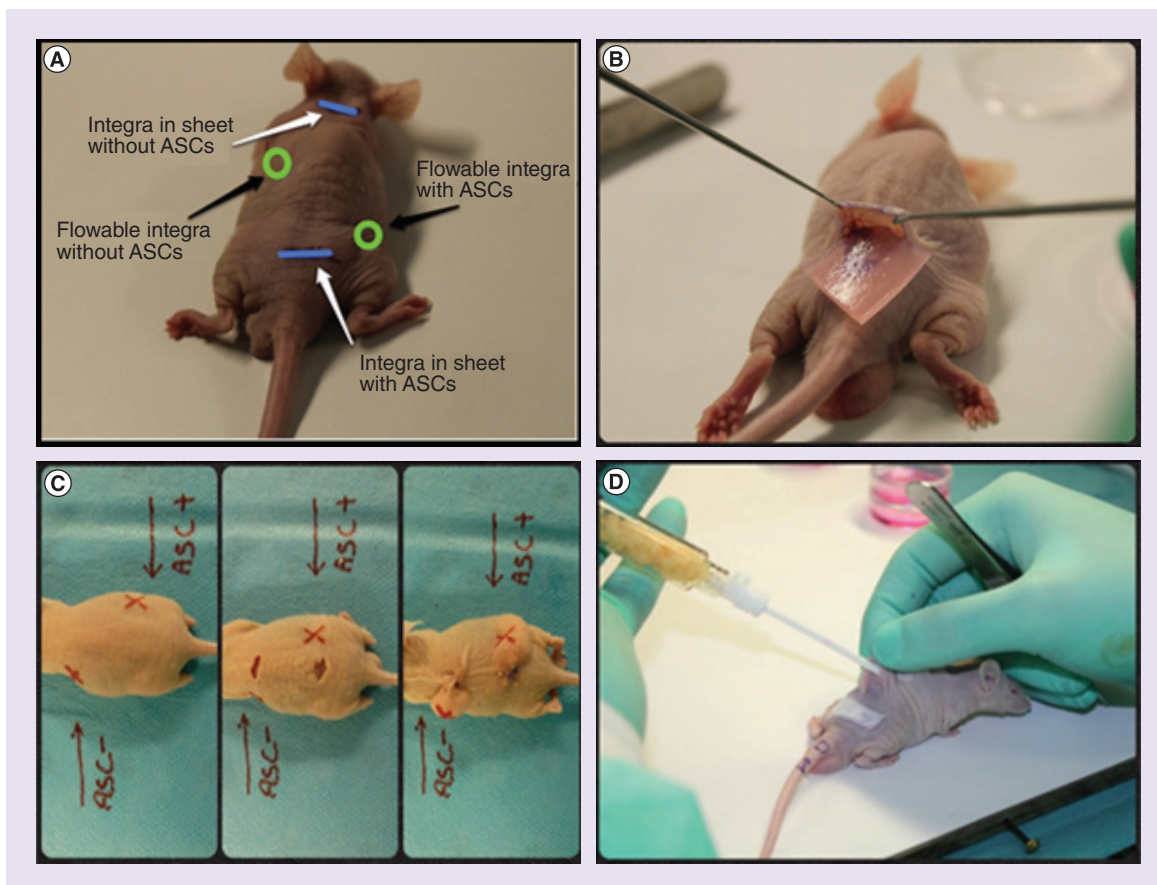 A
Integra in sheet
without ASCs
Flowable integra
with ASCs
Flowable integra
without ASCs
Integra in sheet
with ASCs
B
C
ASC+
ASC+
ASC+
ASC-
ASC-
ASC-
D